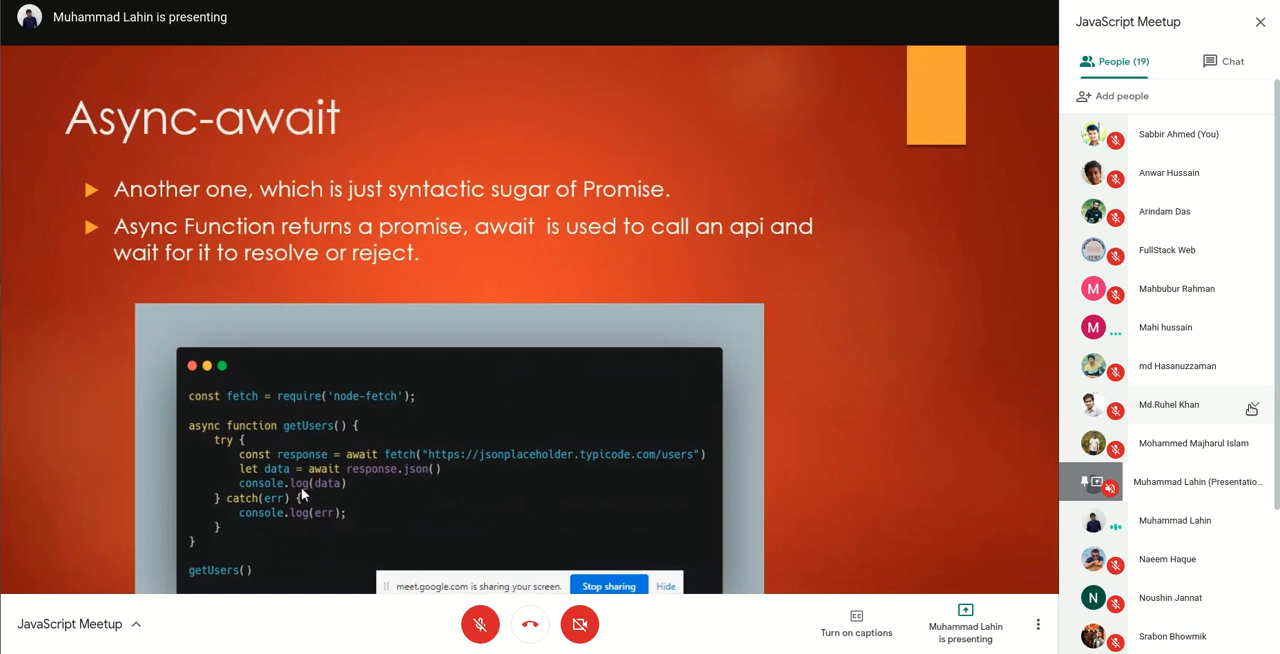 Muhammad Lahin is presenting
Async-await
Another one, which is just syntactic sugar of Promise.
Async Function returns a promise, await is used to call an api and
wait for it to resolve or reject.
const fetch = require('node-fetch');
async function getUsers() {
try {
const response = await fetch("https://jsonplaceholder.typicode.com/users")
let data = await response.json()
console.log(data)
} catch(err) {
console.log(err);
}
}
getUsers()
meet.google.com is sharing your screen.
Stop sharing
Hide
JavaScript Meetup
Turn on captions
Muhammad Lahin
is presenting
JavaScript Meetup
People (19)
Chat
Add people
Sabbir Ahmed (You)
Anwar Hussain
Arindam Das
FullStack Web
M
Mahbubur Rahman
M
Mahi hussain
md Hasanuzzaman
Md.Ruhel Khan
Mohammed Majharul Islam
Muhammad Lahin (Presentatio...
Muhammad Lahin
Naeem Haque
N
Noushin Jannat
Srabon Bhowmik